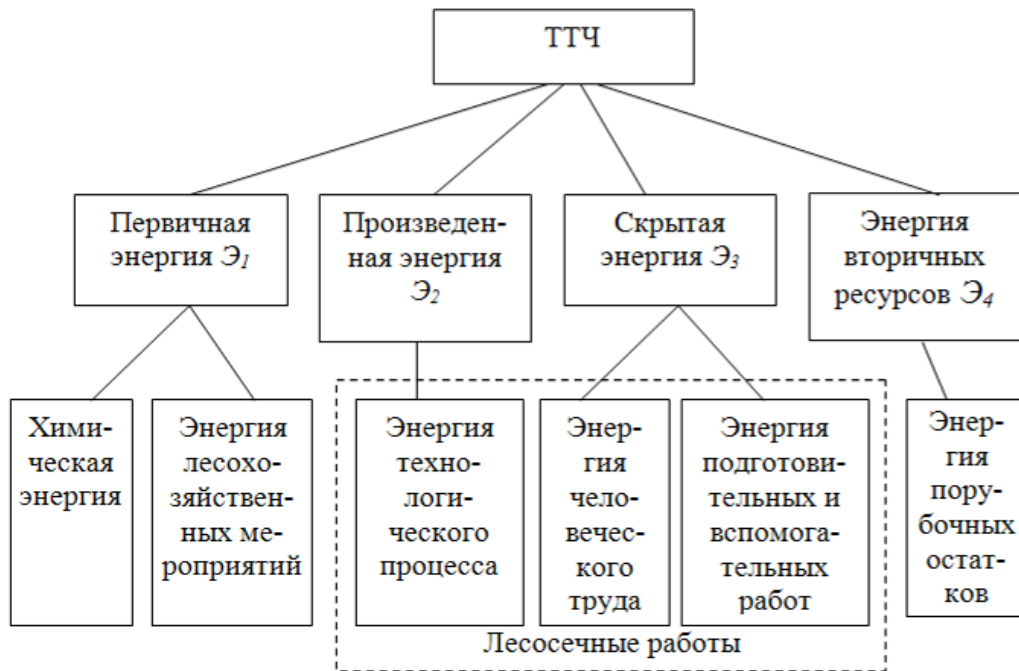 ТТЧ
Первичная
энергия Э1
Произведен-
ная энергия
Э2
Скрытая
энергия Э3
Энергия
вторичных
ресурсов Э4
Хими-
ческая
энергия
Энергия
лесохо-
зяйствен-
ных ме-
роприятий
Энергия
техно-
логи-
ческого
процесса
Энер-
гия
чело-
вечес-
кого
труда
Энергия
подготови-
тельных и
вспомога-
тельных
работ
Энер-
гия
пору-
бочных
остат-
ков
Лесосечные работы